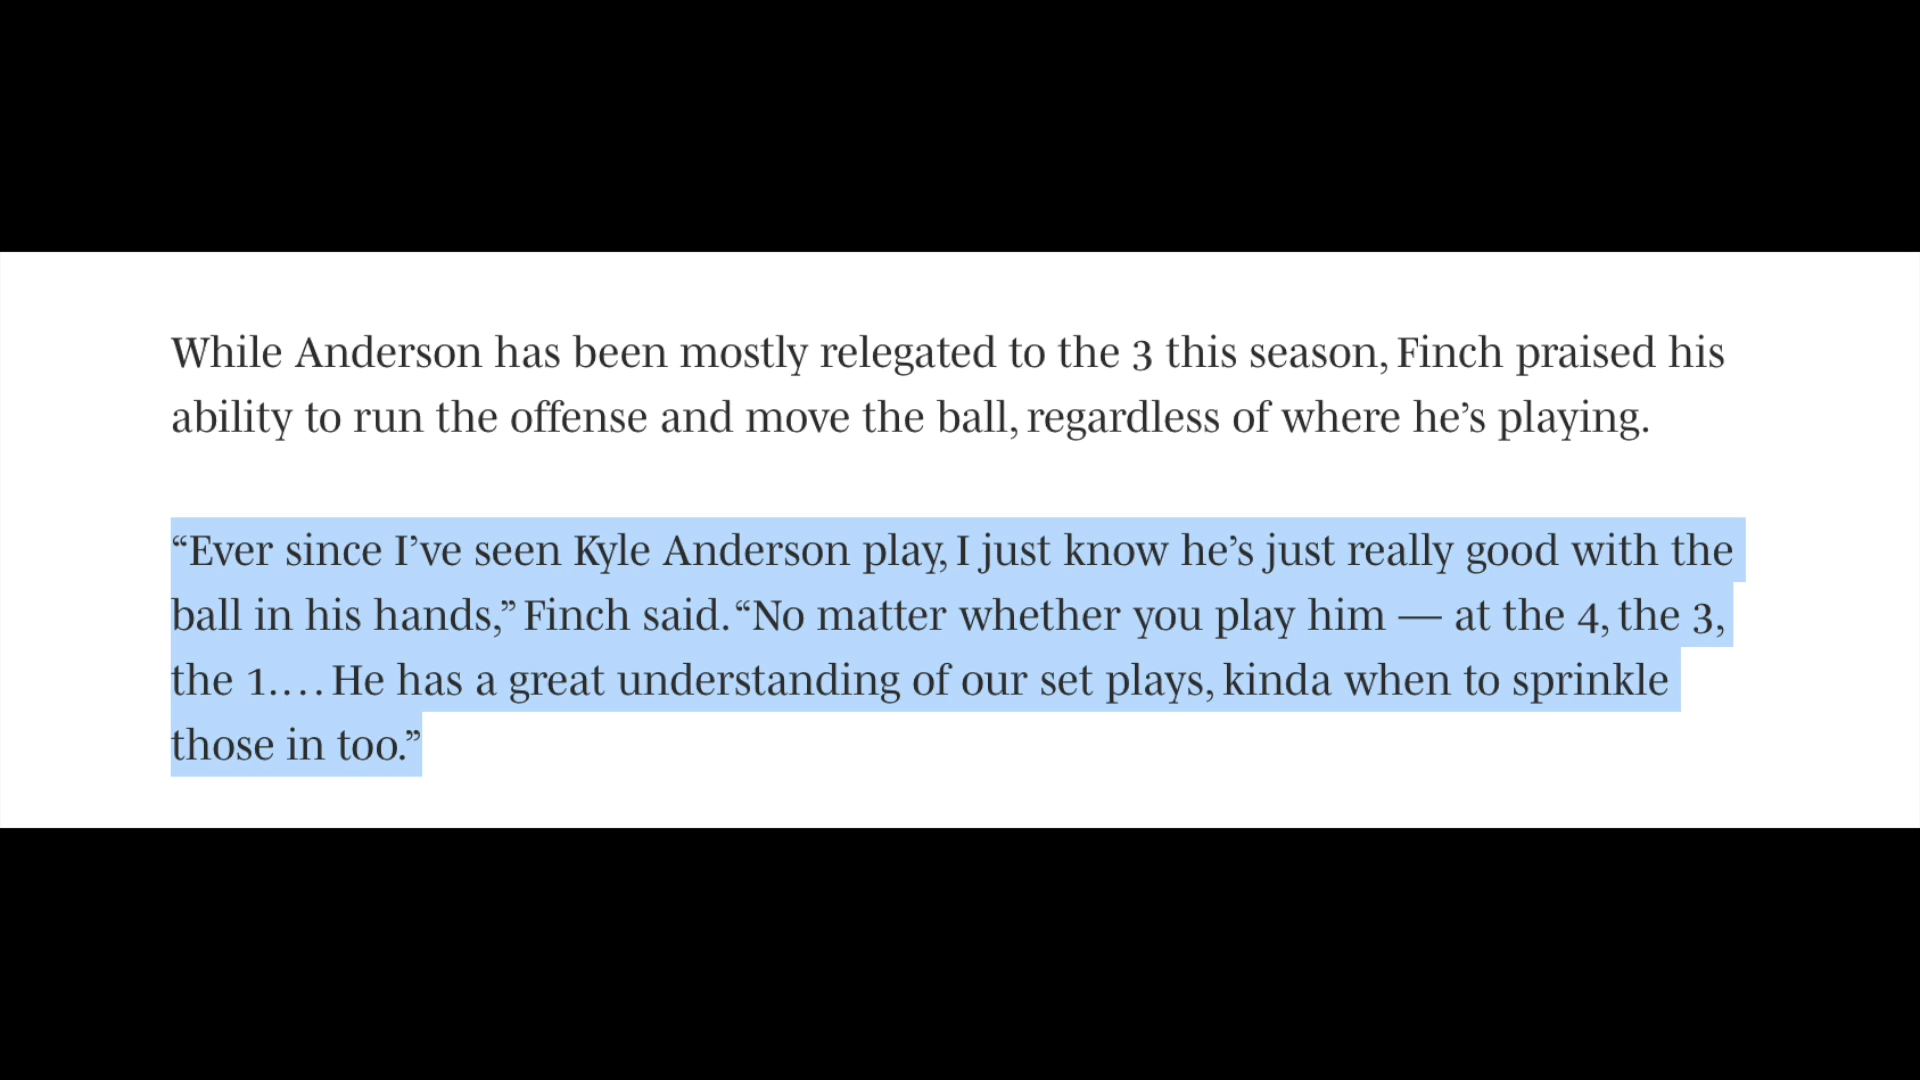 While Anderson has been mostly relegated to the 3 this season, Finch praised his
ability to run the offense and move the ball, regardless of where he’s playing.
“Ever since I’ve seen Kyle Anderson play, I just know he’s just really good with the
ball in his hands,” Finch said. “No matter whether you play him — at the 4, the 3,
the 1.… He has a great understanding of our set plays, kinda when to sprinkle
those in too.”